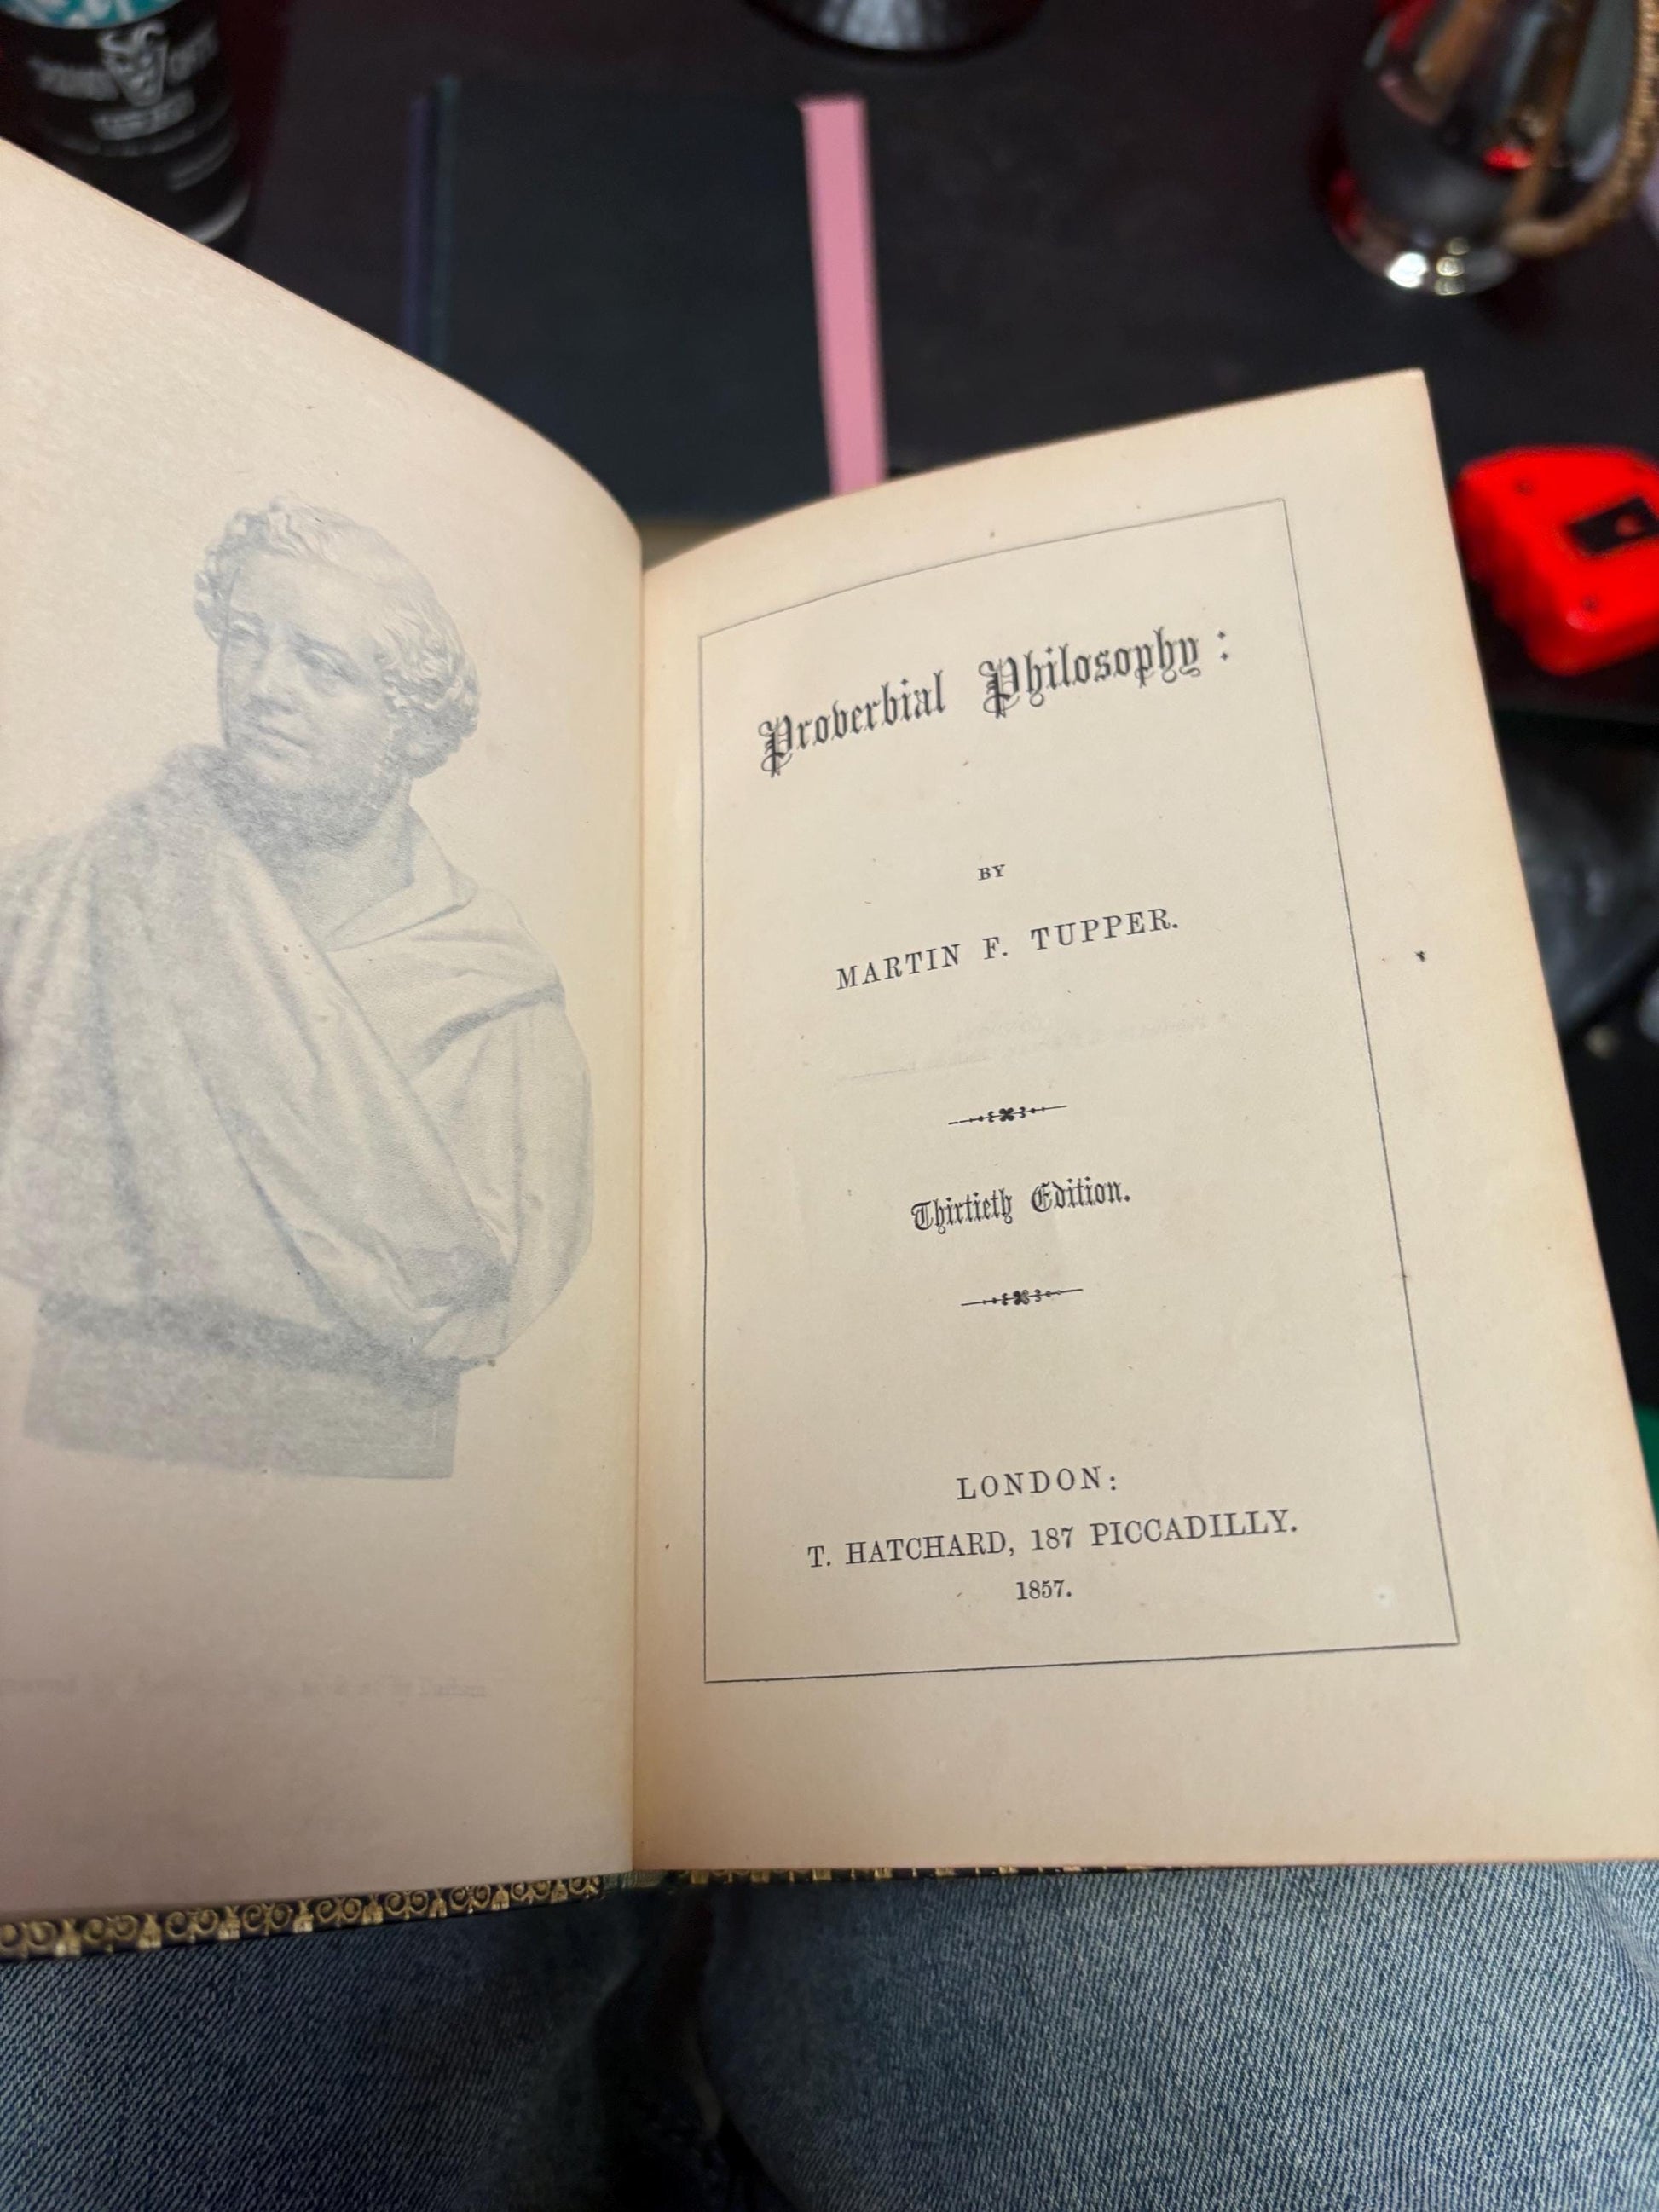 Proverbial Philosophy:
BY
MARTIN F. TUPPER.
Thirtieth Edition.
LONDON:
T. HATCHARD, 187 PICCADILLY.
1857.